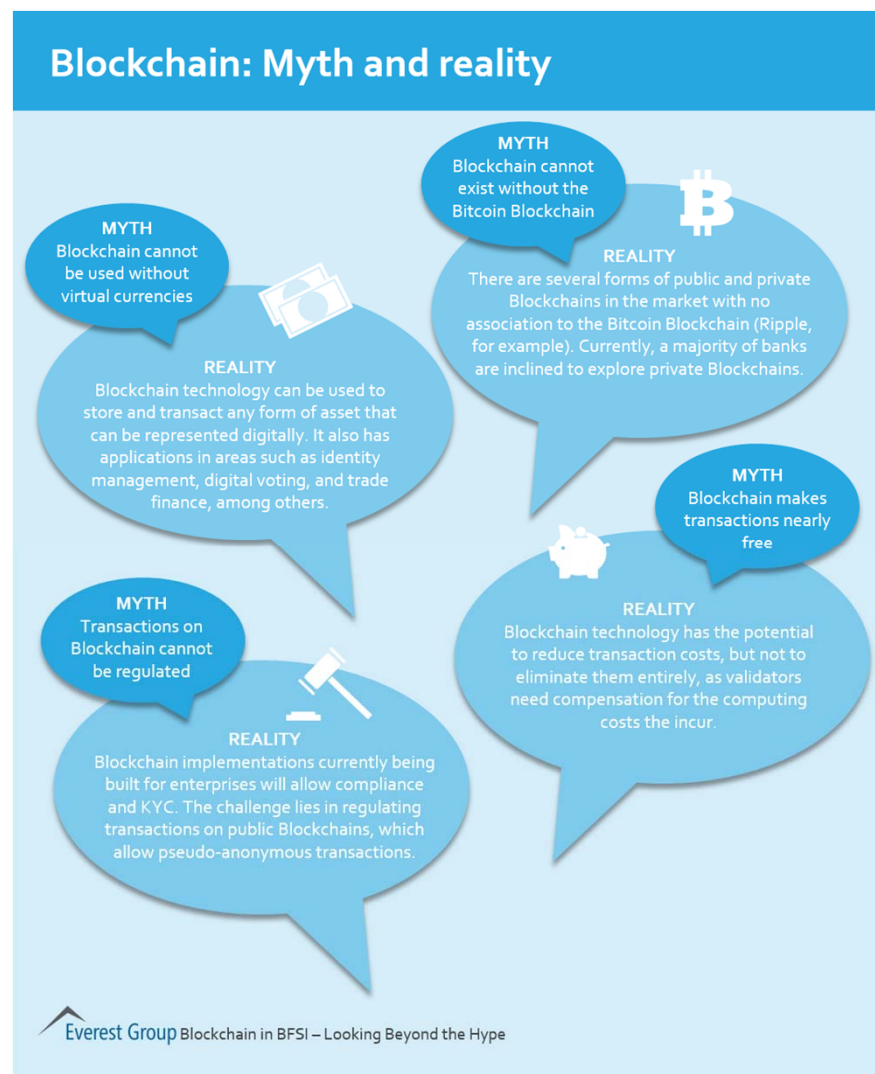 Blockchain: Myth and reality
MYTH
Blockchain cannot
be used without
virtual currencies
REALITY
Blockchain technology can be used to
store and transact any form of asset that
can be represented digitally. It also has
applications in areas such as identity
management, digital voting, and trade
finance, among others.
MYTH
Blockchain cannot
exist without the
Bitcoin Blockchain
REALITY
There are several forms of public and private
Blockchains in the market with no
association to the Bitcoin Blockchain (Ripple,
for example). Currently, a majority of banks
are inclined to explore private Blockchains.
MYTH
Transactions on
Blockchain cannot
be regulated
REALITY
Blockchain implementations currently being
built for enterprises will allow compliance
and KYC. The challenge lies in regulating
transactions on public Blockchains, which
allow pseudo-anonymous transactions.
MYTH
Blockchain makes
transactions nearly
free
REALITY
Blockchain technology has the potential
to reduce transaction costs, but not to
eliminate them entirely, as validators
need compensation for the computing
costs the incur.
Everest Group Blockchain in BFSI – Looking Beyond the Hype